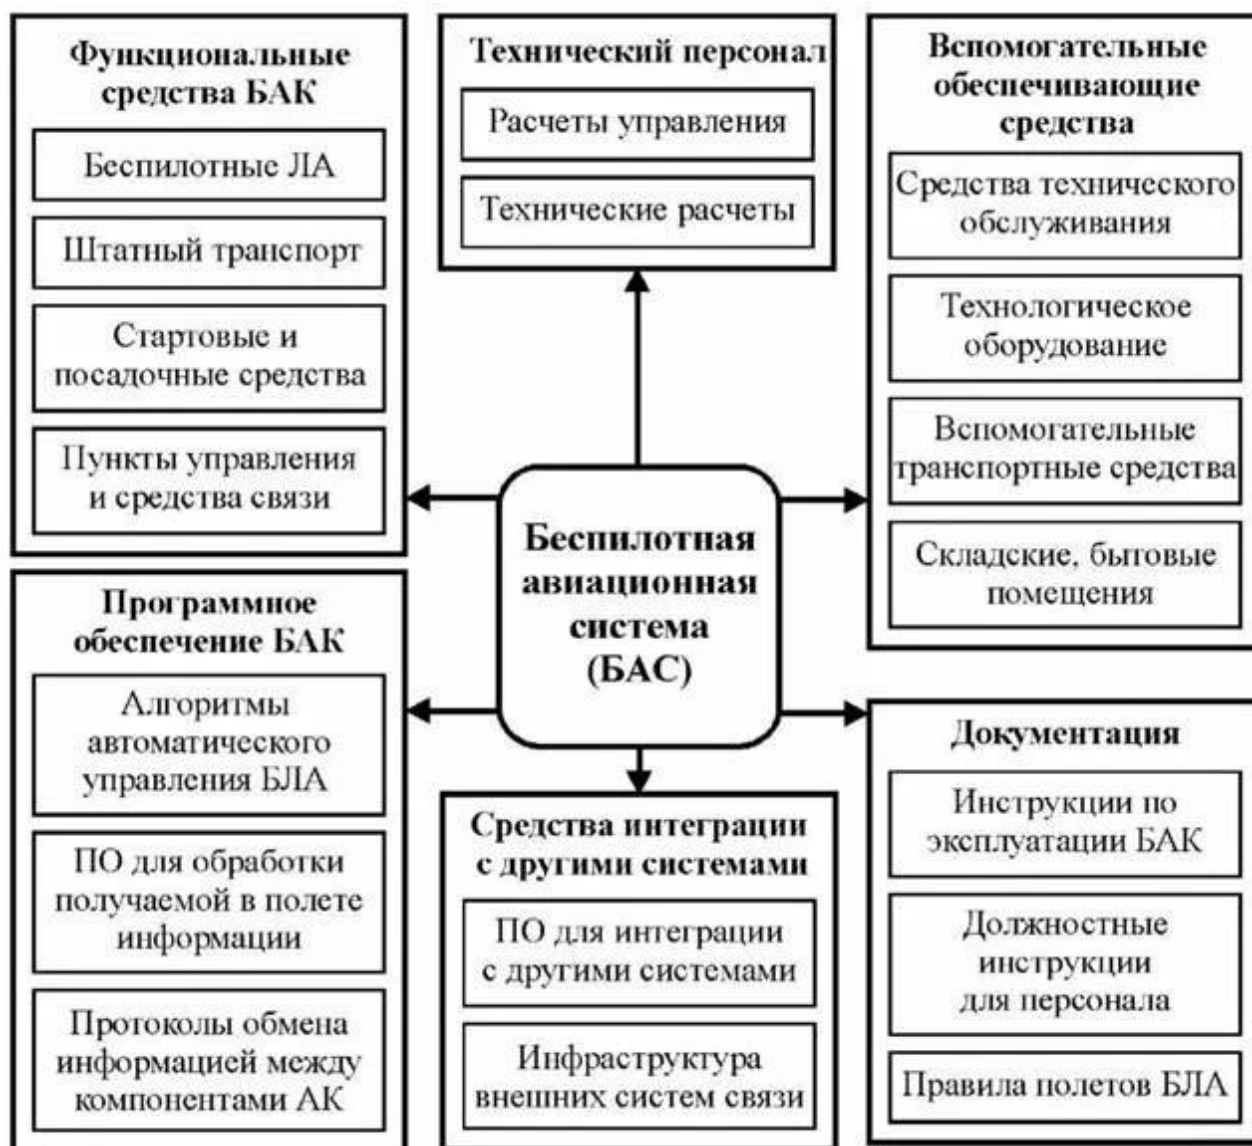 Функциональные
средства БАК
Беспилотные ЛА
Штатный транспорт
Стартовые и
посадочные средства
Пункты управления
и средства связи
Технический персонал
Расчеты управления
Технические расчеты
Вспомогательные
обеспечивающие
средства
Средства технического
обслуживания
Технологическое
оборудование
Вспомогательные
транспортные средства
Складские, бытовые
помещения
Беспилотная
авиационная
система
(БАС)
Программное
обеспечение БАК
Алгоритмы
автоматического
управления БЛА
ПО для обработки
получаемой в полете
информации
Протоколы обмена
информацией между
компонентами АК
Средства интеграции
с другими системами
ПО для интеграции
с другими системами
Инфраструктура
внешних систем связи
Документация
Инструкции по
эксплуатации БАК
Должностные
инструкции
для персонала
Правила полетов БЛА